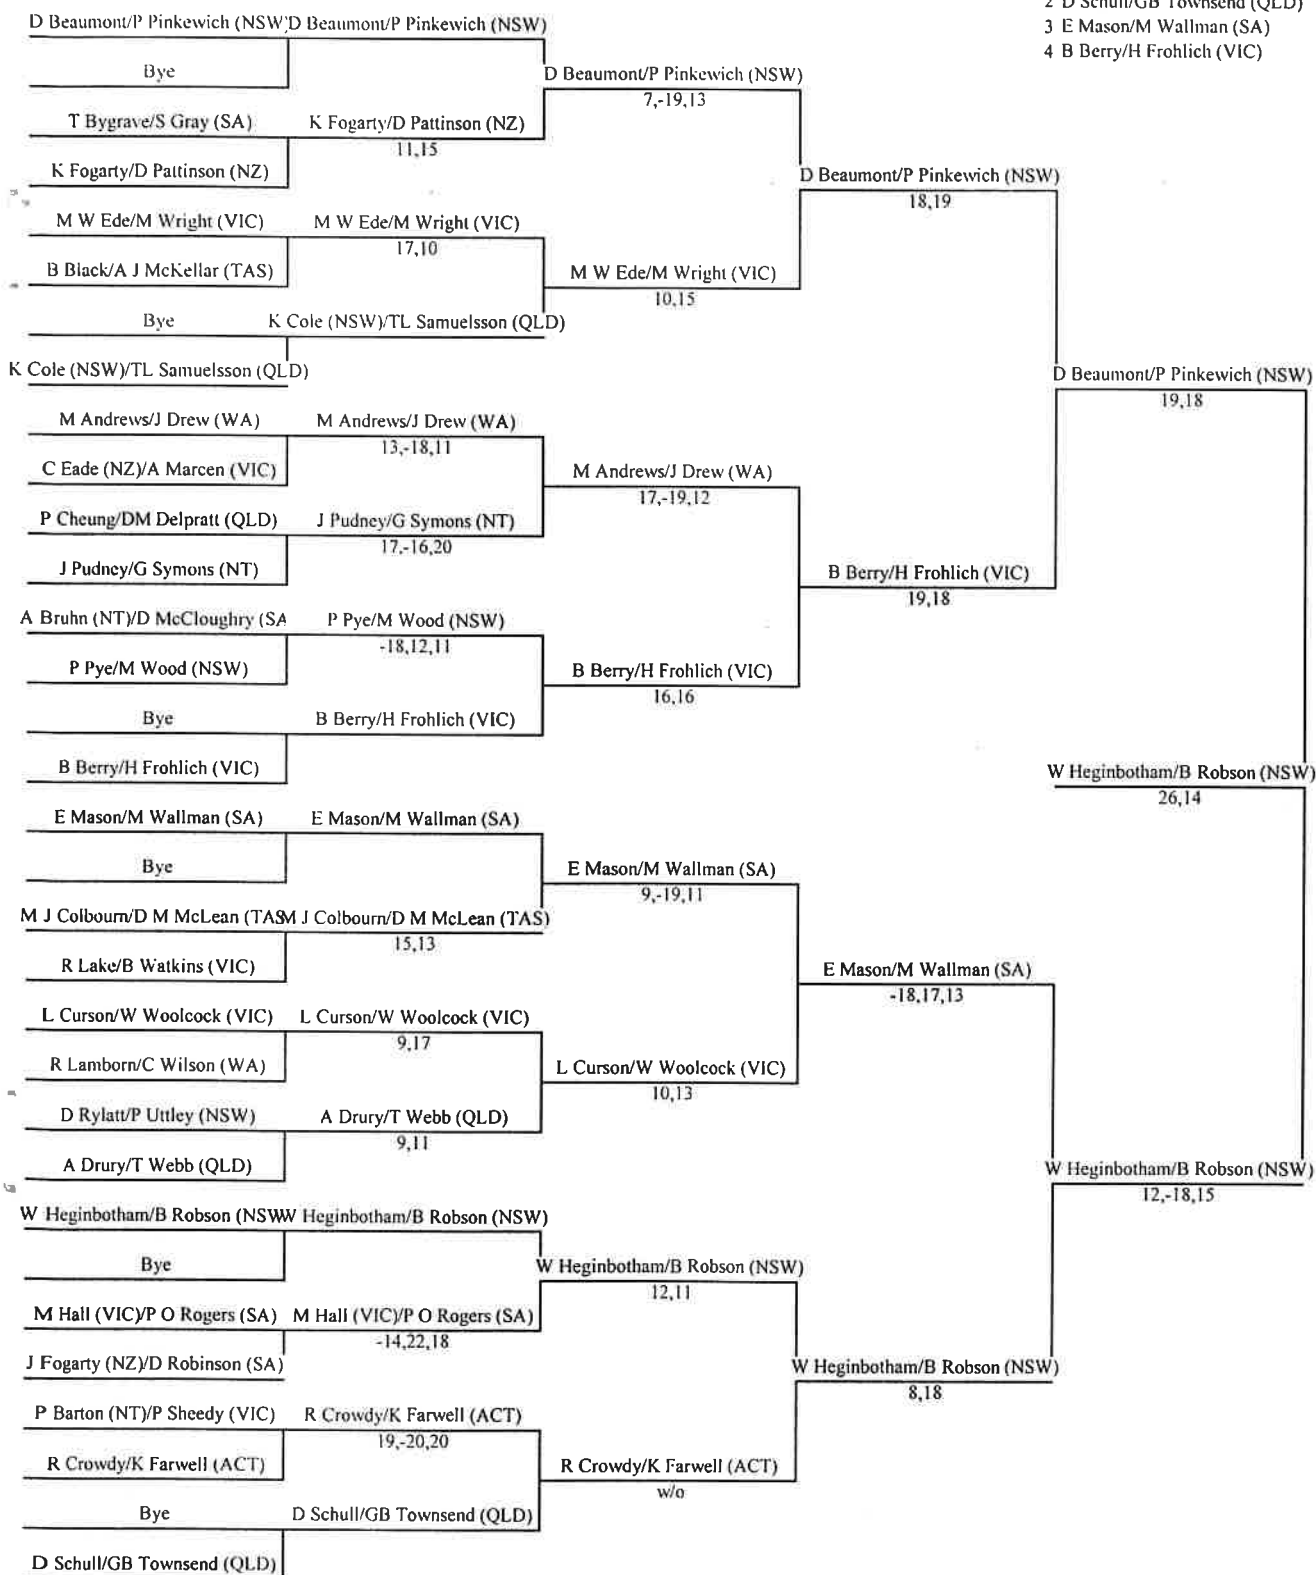 2 D Schull/GB Townsend (QLD)
3 E Mason/M Wallman (SA)
4 B Berry/H Frohlich (VIC)
D Beaumont/P Pinkewich (NSW)
Bye
T Bygrave/S Gray (SA)
K Fogarty/D Pattinson (NZ)
M W Ede/M Wright (VIC)
B Black/A J McKellar (TAS)
Bye
K Cole (NSW)/TL Samuelsson (QLD)
M Andrews/J Drew (WA)
C Eade (NZ)/A Marcen (VIC)
P Cheung/DM Delpratt (QLD)
J Pudney/G Symons (NT)
A Bruhn (NT)/D McCloughry (SA
P Pye/M Wood (NSW)
Bye
B Berry/H Frohlich (VIC)
E Mason/M Wallman (SA)
Bye
M J Colbourn/D M McLean (TAS
R Lake/B Watkins (VIC)
L Curson/W Woolcock (VIC)
R Lamborn/C Wilson (WA)
D Rylatt/P Uttley (NSW)
A Drury/T Webb (QLD)
W Heginbotham/B Robson (NSW
Bye
M Hall (VIC)/P O Rogers (SA)
J Fogarty (NZ)/D Robinson (SA)
P Barton (NT)/P Sheedy (VIC)
R Crowdy/K Farwell (ACT)
Bye
D Schull/GB Townsend (QLD)
D Beaumont/P Pinkewich (NSW)
K Fogarty/D Pattinson (NZ)
11,15
M W Ede/M Wright (VIC)
17,10
K Cole (NSW)/TL Samuelsson (QLD)
M Andrews/J Drew (WA)
13,-18,11
J Pudney/G Symons (NT)
17,-16,20
P Pye/M Wood (NSW)
-18,12,11
B Berry/H Frohlich (VIC)
E Mason/M Wallman (SA)
M J Colbourn/D M McLean (TAS)
15,13
L Curson/W Woolcock (VIC)
9,17
A Drury/T Webb (QLD)
9,11
W Heginbotham/B Robson (NSW)
M Hall (VIC)/P O Rogers (SA)
-14,22,18
R Crowdy/K Farwell (ACT)
19,-20,20
D Schull/GB Townsend (QLD)
D Beaumont/P Pinkewich (NSW)
7,-19,13
M W Ede/M Wright (VIC)
10,15
M Andrews/J Drew (WA)
17,-19,12
B Berry/H Frohlich (VIC)
16,16
E Mason/M Wallman (SA)
9,-19,11
L Curson/W Woolcock (VIC)
10,13
W Heginbotham/B Robson (NSW)
12,11
R Crowdy/K Farwell (ACT)
w/o
D Beaumont/P Pinkewich (NSW)
18,19
B Berry/H Frohlich (VIC)
19,18
E Mason/M Wallman (SA)
-18,17,13
W Heginbotham/B Robson (NSW)
8,18
D Beaumont/P Pinkewich (NSW)
19,18
W Heginbotham/B Robson (NSW)
12,-18,15
W Heginbotham/B Robson (NSW)
26,14